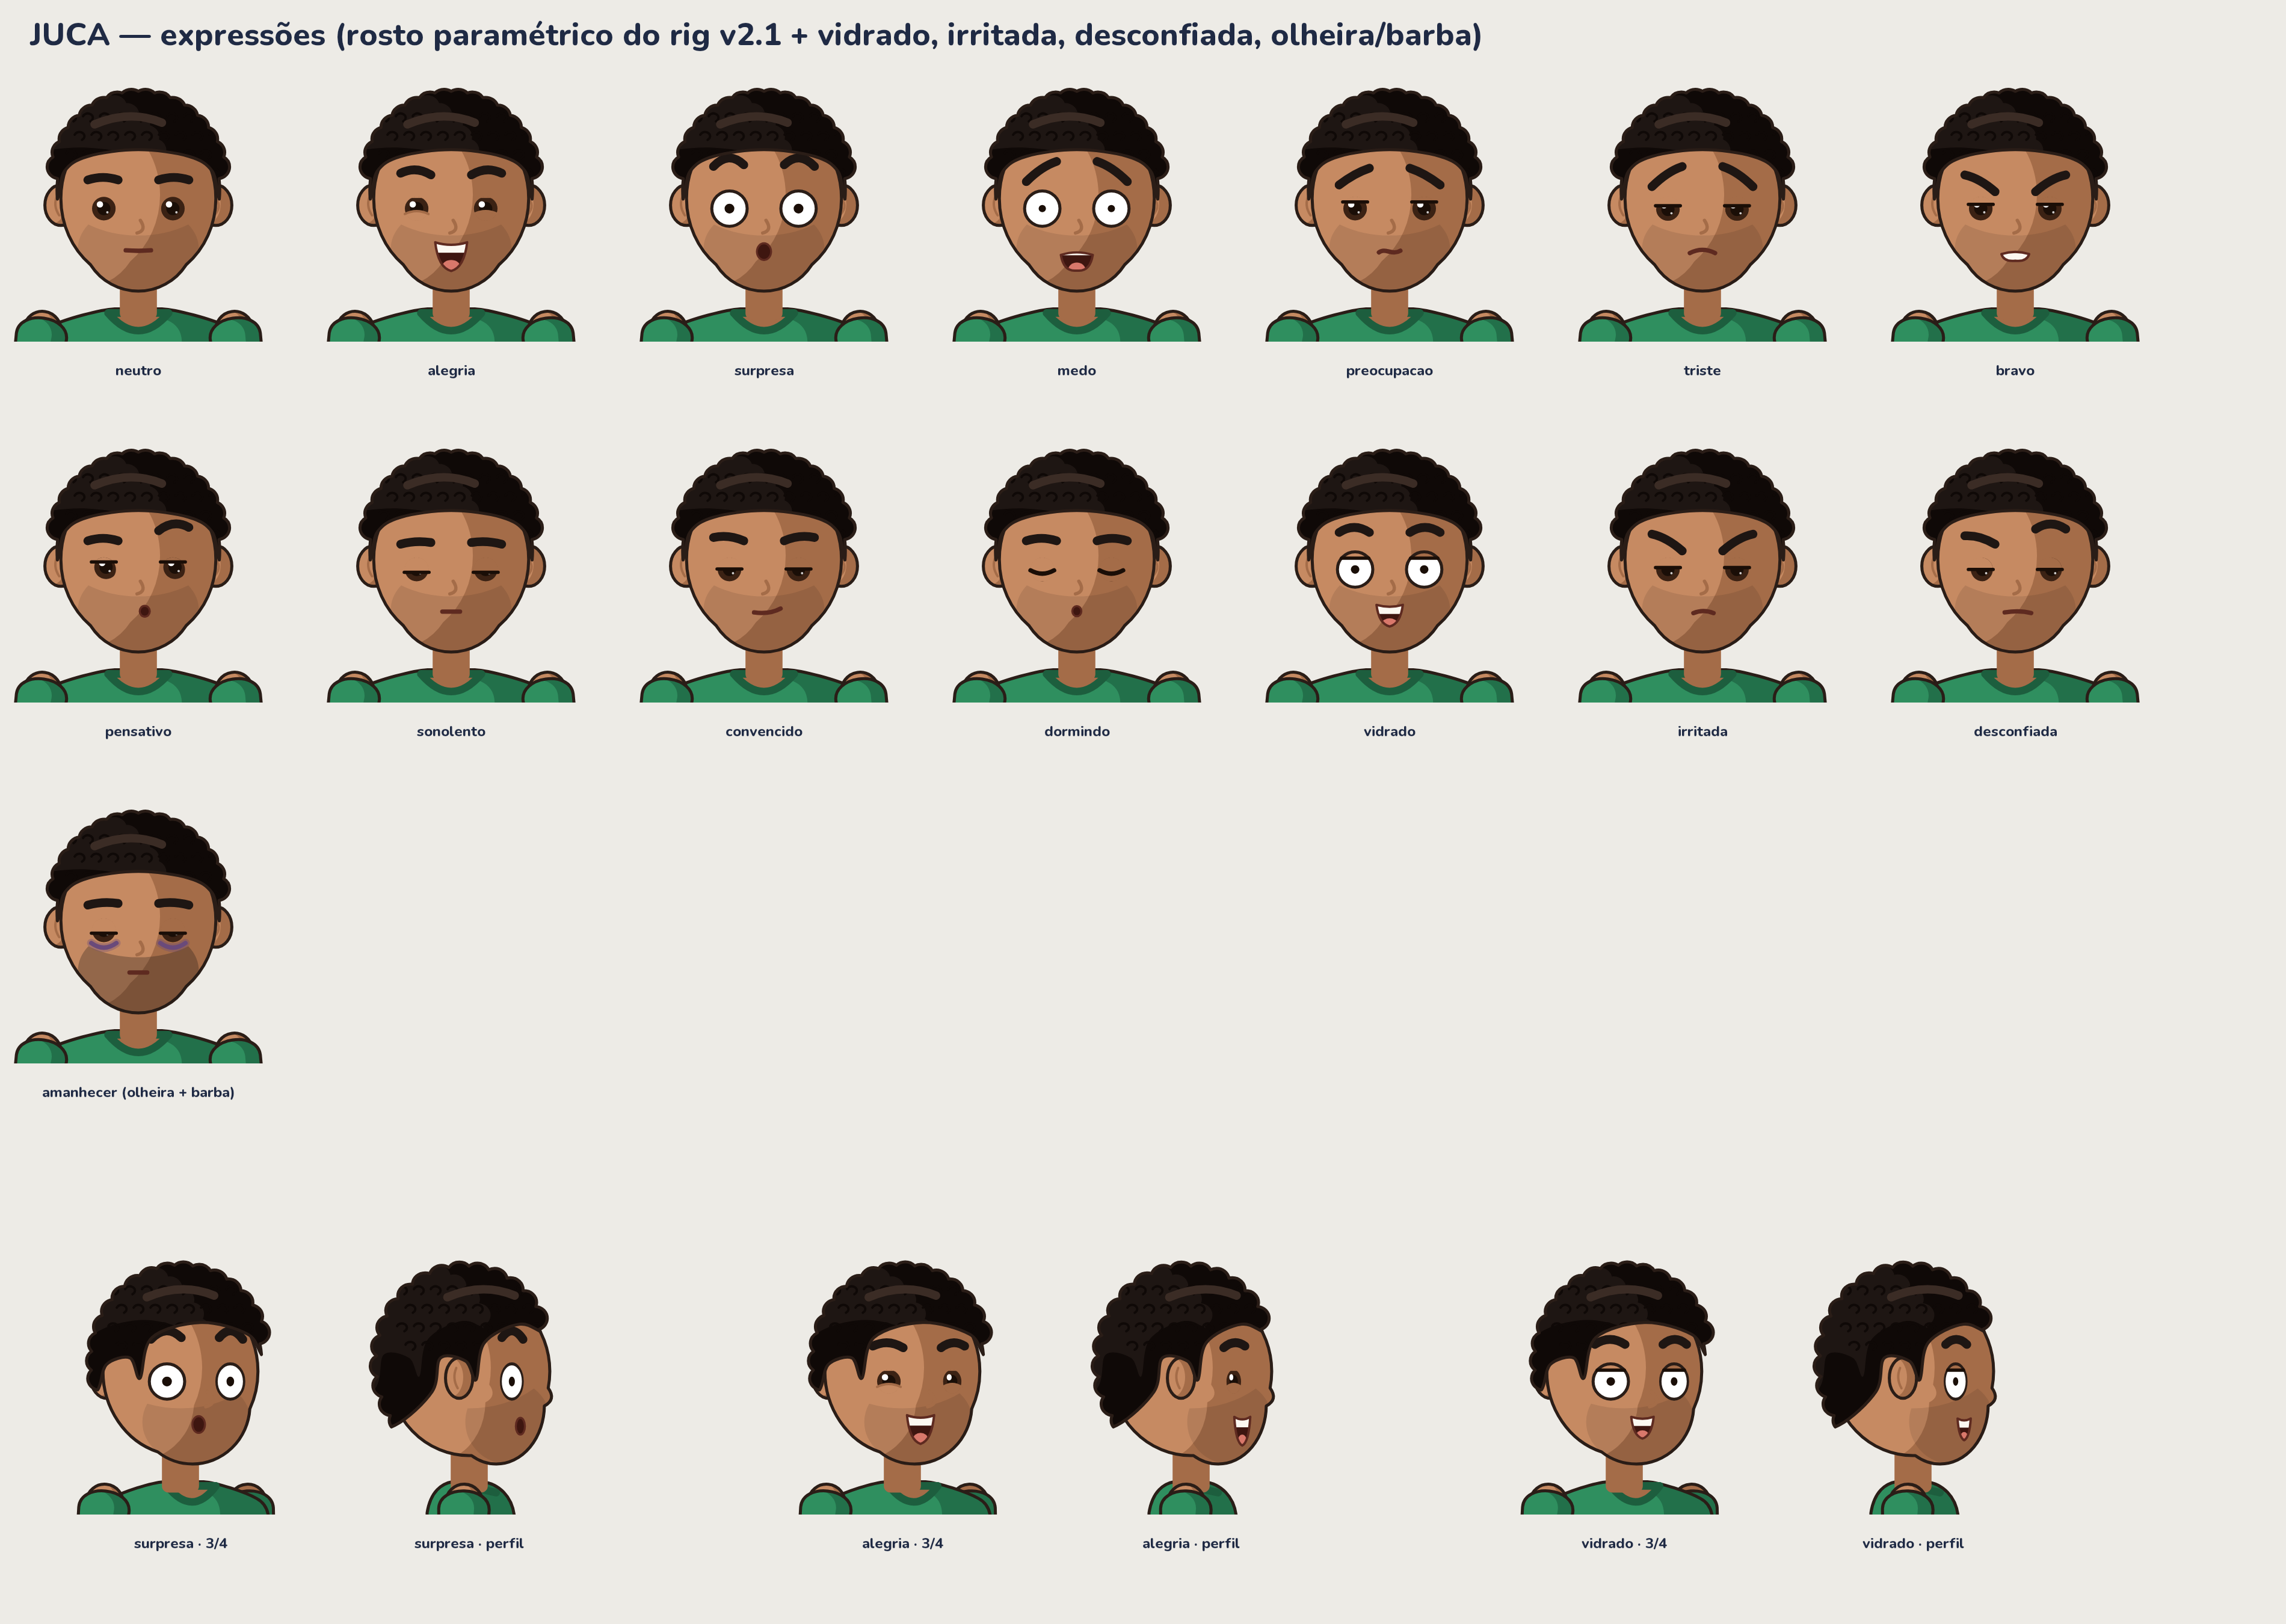 JUCA — expressões (rosto paramétrico do rig v2.1 + vidrado, irritada, desconfiada, olheira/barba)
neutro
alegria
surpresa
medo
preocupacao
triste
bravo
pensativo
sonolento
convencido
dormindo
vidrado
irritada
desconfiada
amanhecer (olheira + barba)
surpresa · 3/4
surpresa · perfil
alegria · 3/4
alegria · perfil
vidrado · 3/4
vidrado · perfil